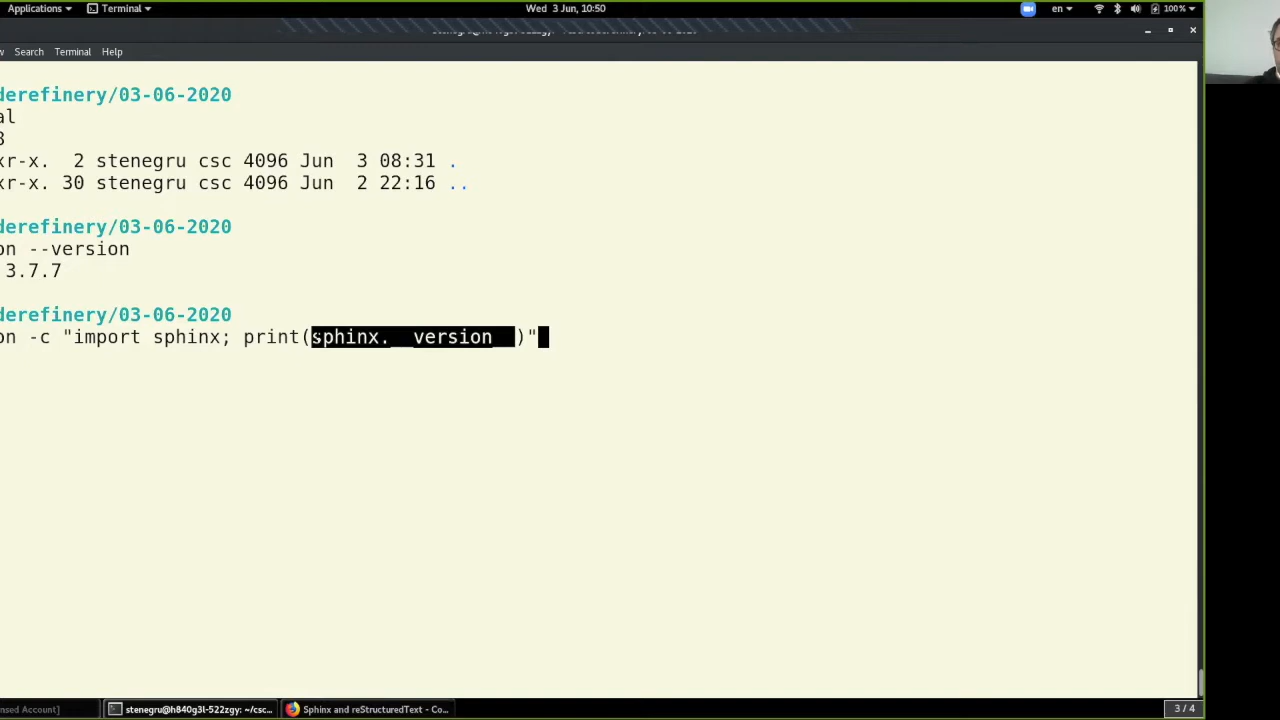 Applications
Terminal
Wed 3 Jun, 10:50
en
100%
Search Terminal Help
derefinery/03-06-2020
al
xr-x. 2 stenegru csc 4096 Jun 3 08:31 .
xr-x. 30 stenegru csc 4096 Jun 2 22:16 ..
derefinery/03-06-2020
on --version
3.7.7
derefinery/03-06-2020
on -c "import sphinx; print(sphinx.__version__)"
nsed Account]
stenegru@h840g3l-522zgy: ~/csc...
Sphinx and reStructuredText - Co...
3 / 4